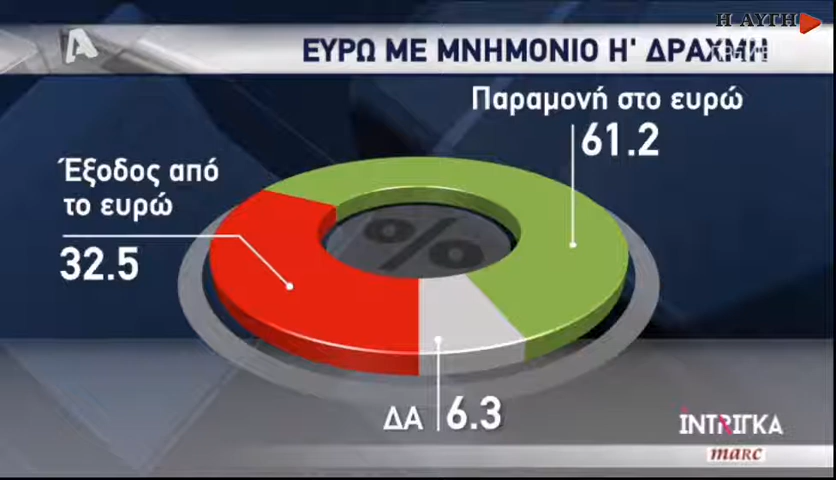 Η ΑΥΓΗ
ΕΥΡΩ ΜΕ ΜΝΗΜΟΝΙΟ Η' ΔΡΑΧΜΗ
Παραμονή στο ευρώ
61.2
Έξοδος από
το ευρώ
32.5
%
ΔΑ 6.3
ΙΝΤΡΙΓΚΑ
marc